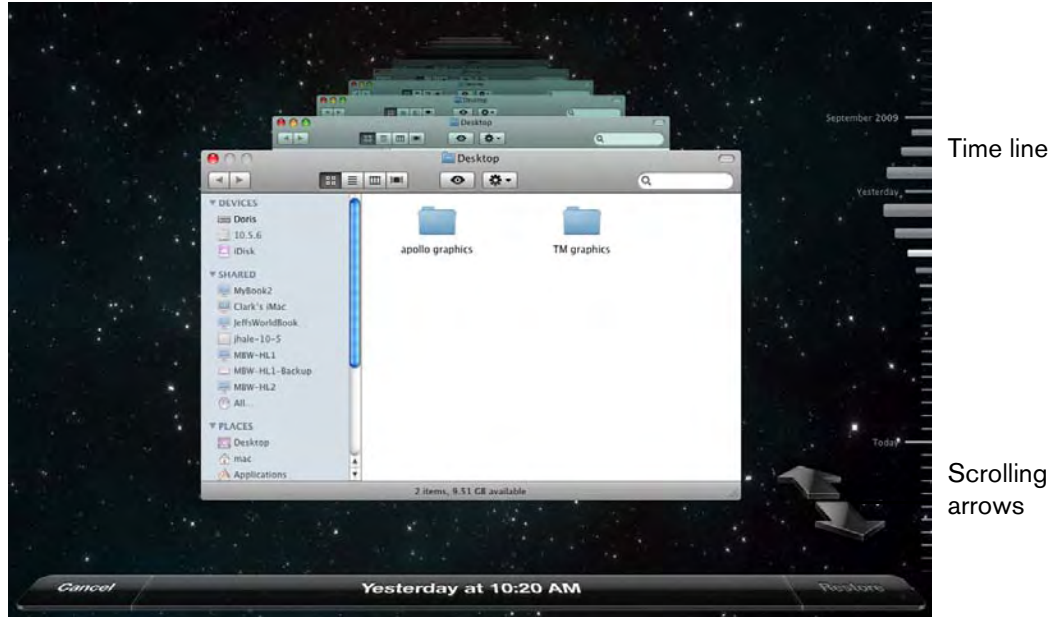 Desktop
Desktop
Desktop
Desktop
September 2009
Time line
Yesterday
DEVICES
Doris
10.5.6
iDisk
apollo graphics
TM graphics
SHARED
MyBook2
Clark's iMac
JeffsWorldBook
jhale-10-5
MBW-HL1
MBW-HL1-Backup
MBW-HL2
All...
PLACES
Desktop
mac
Applications
Today
Scrolling
arrows
2 items, 9.51 GB available
Cancel
Yesterday at 10:20 AM
Restore